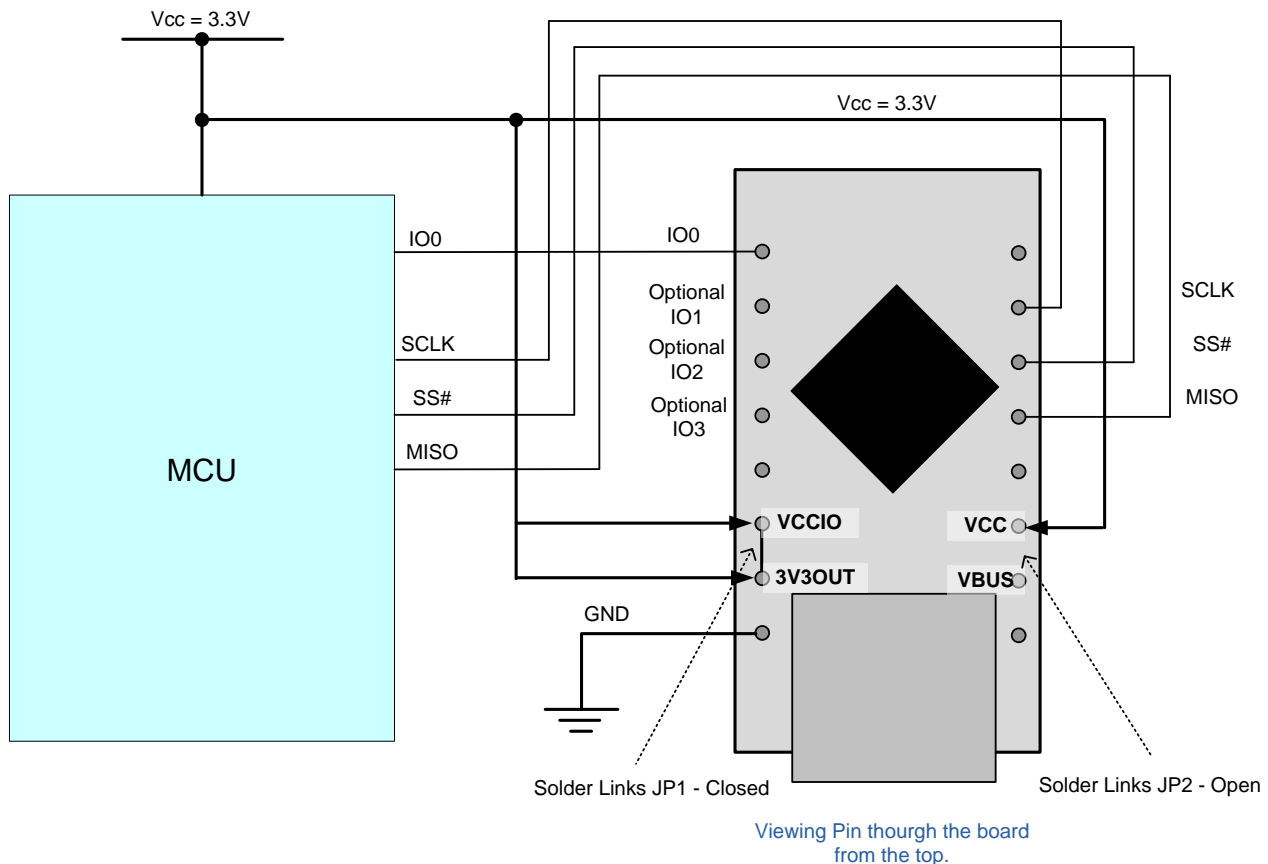 Vcc = 3.3V
Vcc = 3.3V
IO0
IO0
Optional
IO1
SCLK
SCLK
Optional
IO2
SS#
SS#
Optional
IO3
MISO
MISO
MCU
VCCIO
VCC
3V3OUT
VBUS
GND
Solder Links JP1 - Closed
Solder Links JP2 - Open
Viewing Pin thourgh the board
from the top.